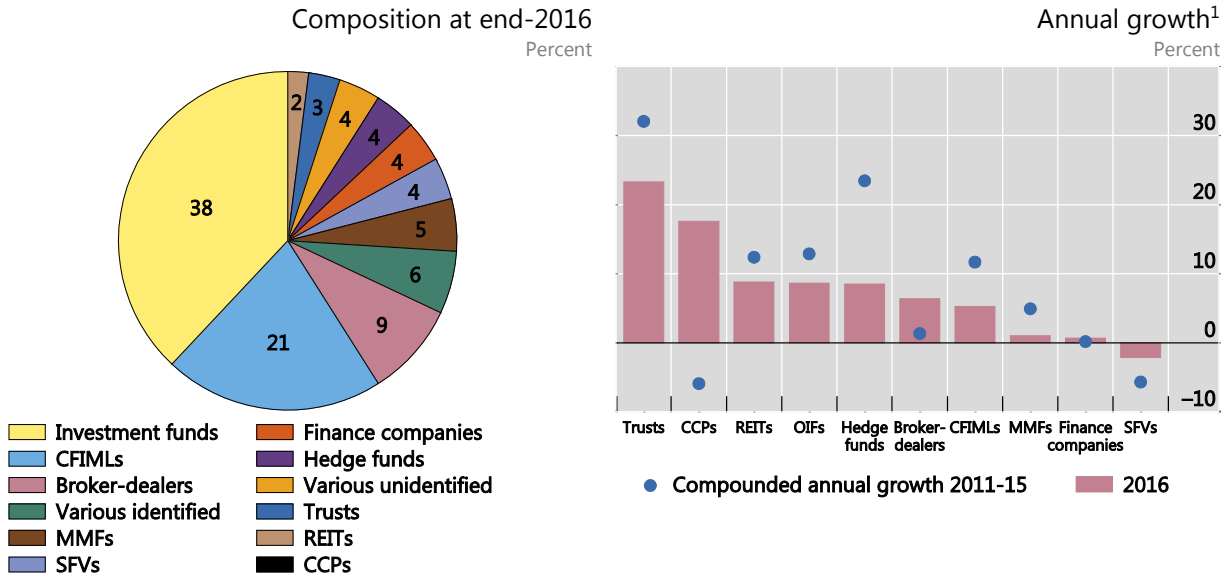 Composition at end-2016
Percent
2
3
4
4
4
4
5
6
9
21
38
Investment funds
CFIMLs
Broker-dealers
Various identified
MMFs
SFVs
Finance companies
Hedge funds
Various unidentified
Trusts
REITs
CCPs
Annual growth¹
Percent
30
20
10
0
–10
Trusts CCPs REITs OIFs Hedge Broker- CFIMLs MMFs Finance SFVs
funds dealers companies
Compounded annual growth 2011-15 2016